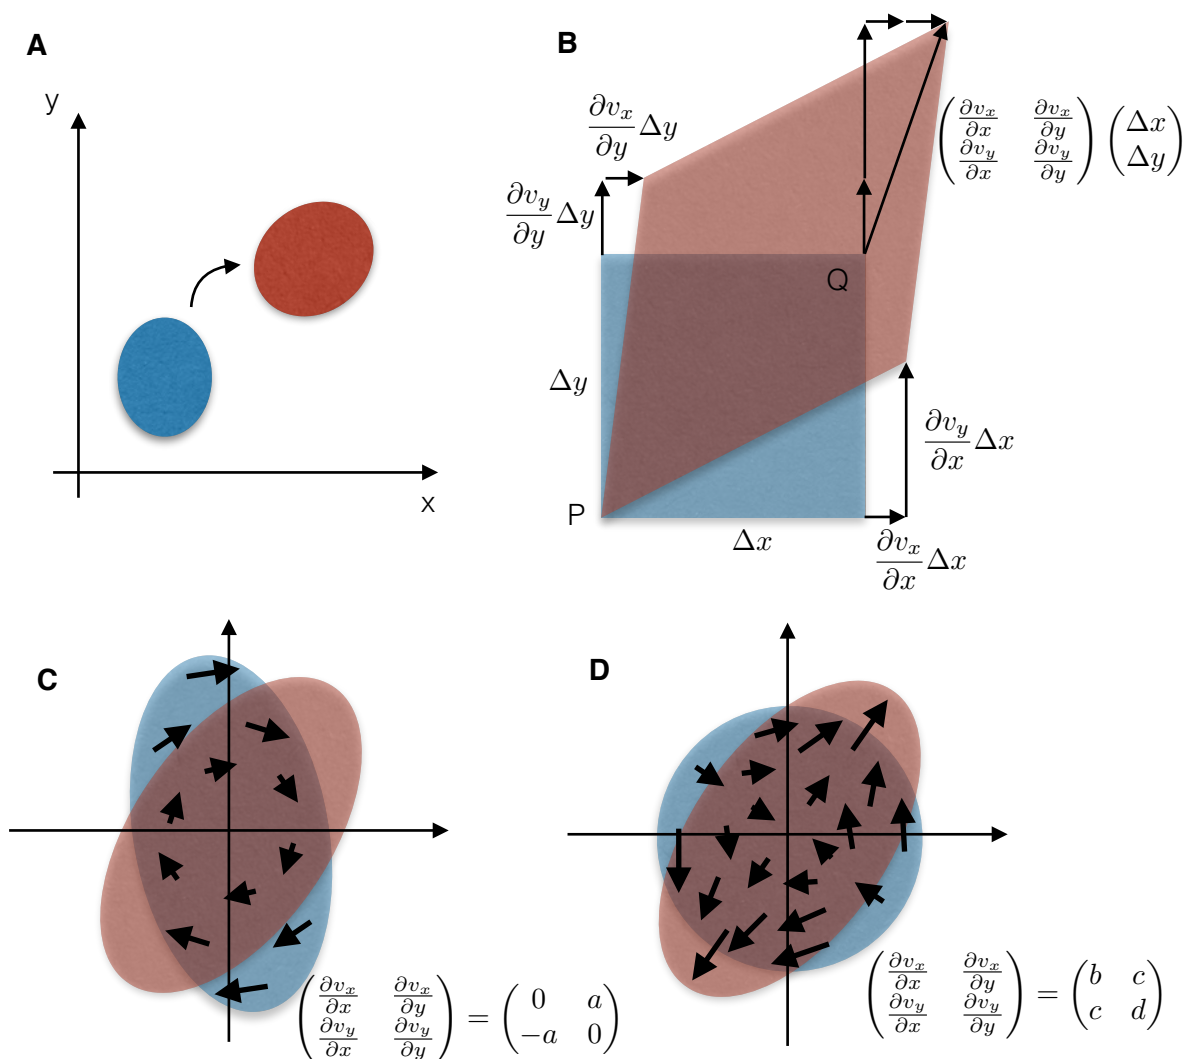 A
B
y
x
∂v_x/∂y Δy
∂v_y/∂y Δy
(∂v_x/∂x ∂v_x/∂y
∂v_y/∂x ∂v_y/∂y) (Δx
Δy)
Q
Δy
∂v_y/∂x Δx
P
Δx
∂v_x/∂x Δx
C
D
(∂v_x/∂x ∂v_x/∂y
∂v_y/∂x ∂v_y/∂y) = (0 a
−a 0)
(∂v_x/∂x ∂v_x/∂y
∂v_y/∂x ∂v_y/∂y) = (b c
c d)